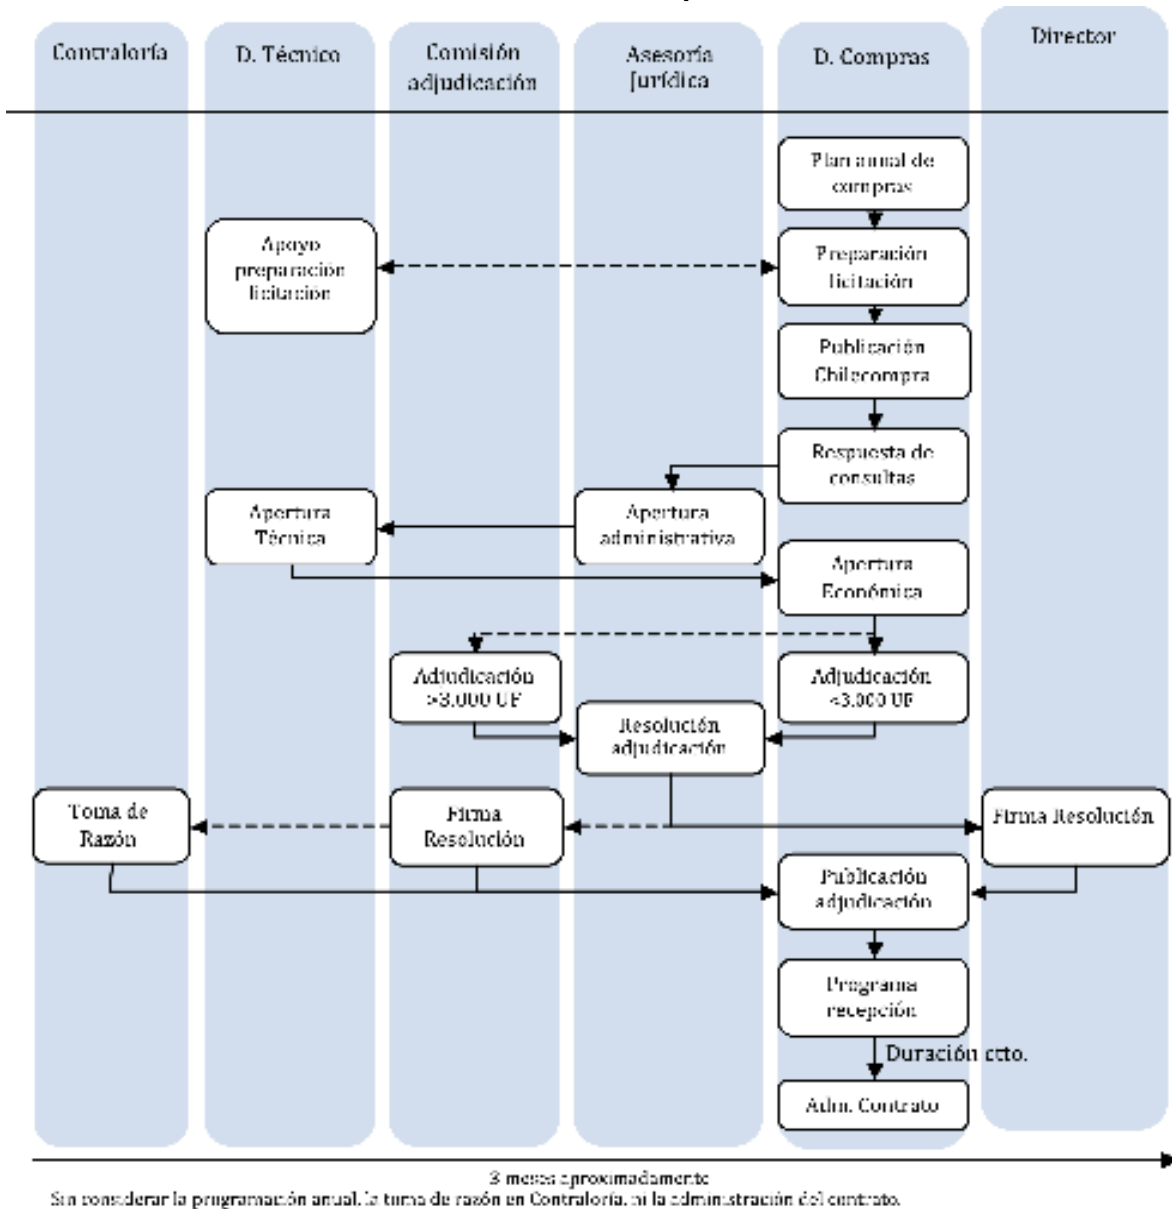 Contraloría
D. Técnico
Comisión
adjudicación
Asesoría
Jurídica
D. Compras
Director
Plan anual de
compras
Apoyo
preparación
licitación
Preparación
licitación
Publicación
Chilecompra
Respuesta de
consultas
Apertura
Técnica
Apertura
administrativa
Apertura
Económica
Adjudicación
>3.000 UF
Adjudicación
<3.000 UF
Resolución
adjudicación
Toma de
Razón
Firma
Resolución
Firma Resolución
Publicación
adjudicación
Programa
recepción
Duración ctto.
Adm. Contrato
3 meses aproximadamente
Sin considerar la programación anual, la toma de razón en Contraloría, ni la administración del contrato.